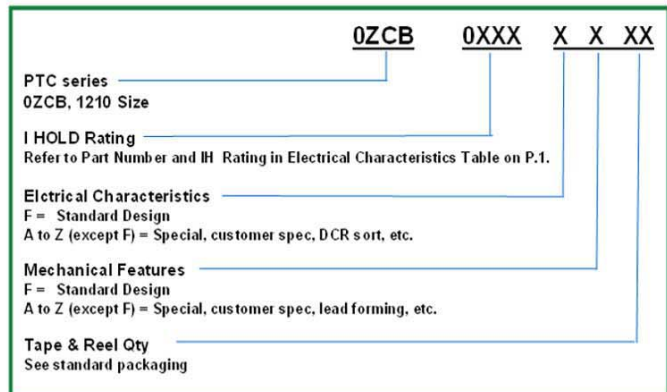 0ZCB 0XXX X X XX
PTC series
0ZCB, 1210 Size
I HOLD Rating
Refer to Part Number and IH Rating in Electrical Characteristics Table on P.1.
Elctrical Characteristics
F = Standard Design
A to Z (except F) = Special, customer spec, DCR sort, etc.
Mechanical Features
F = Standard Design
A to Z (except F) = Special, customer spec, lead forming, etc.
Tape & Reel Qty
See standard packaging